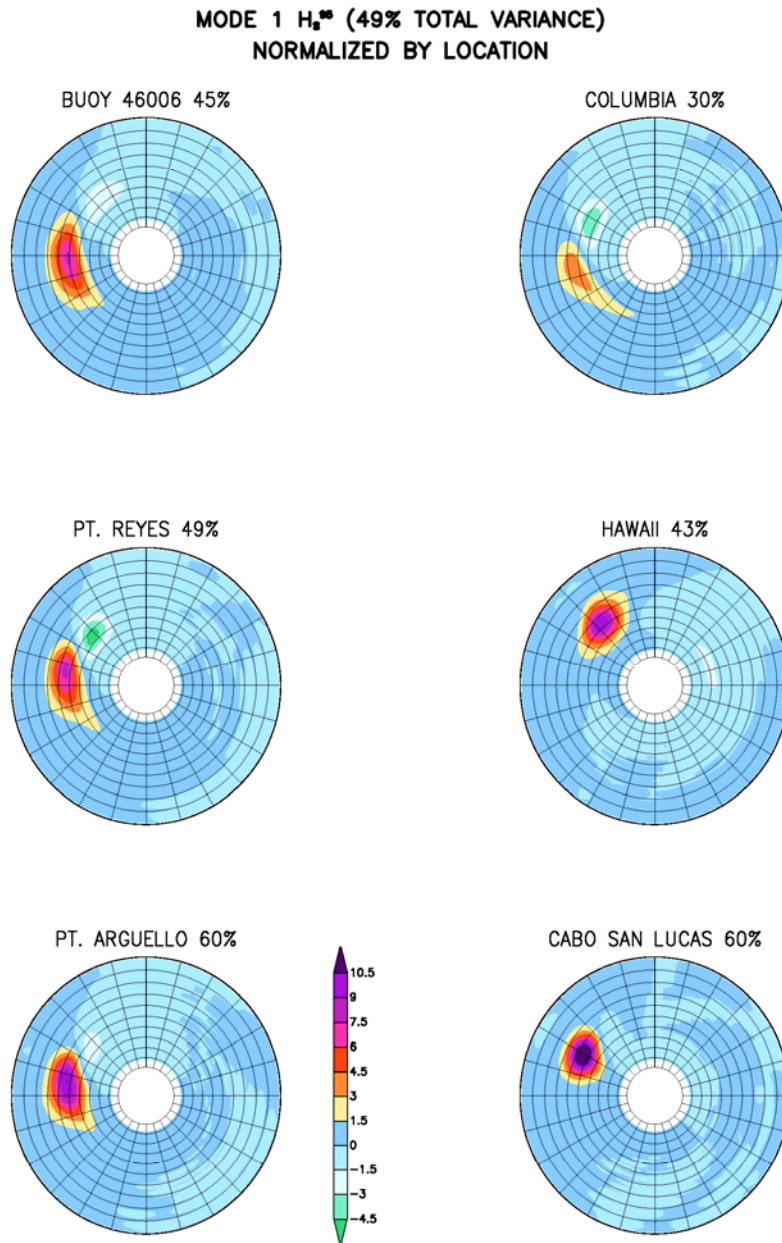 MODE 1 Hₛ⁹⁵ (49% TOTAL VARIANCE)
NORMALIZED BY LOCATION
BUOY 46006 45%
COLUMBIA 30%
PT. REYES 49%
HAWAII 43%
PT. ARGUELLO 60%
CABO SAN LUCAS 60%
10.5
9
7.5
6
4.5
3
1.5
0
−1.5
−3
−4.5